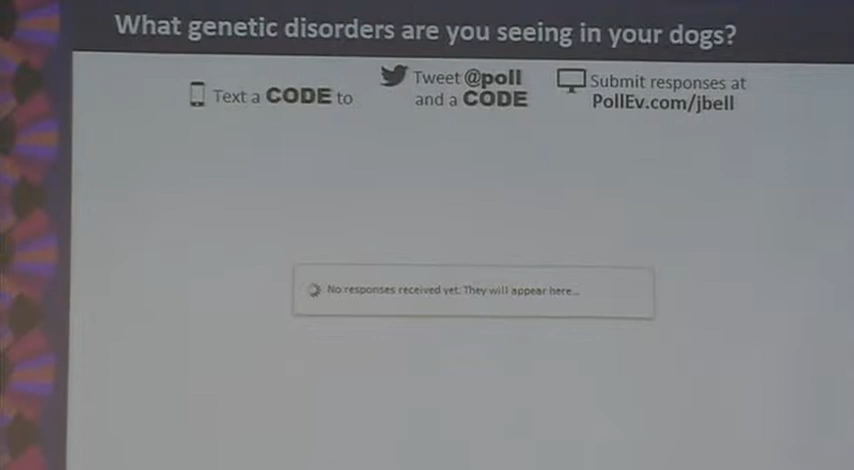 What genetic disorders are you seeing in your dogs?
Text a CODE to
Tweet @poll
and a CODE
Submit responses at
PollEv.com/jbell
No responses received yet. They will appear here...